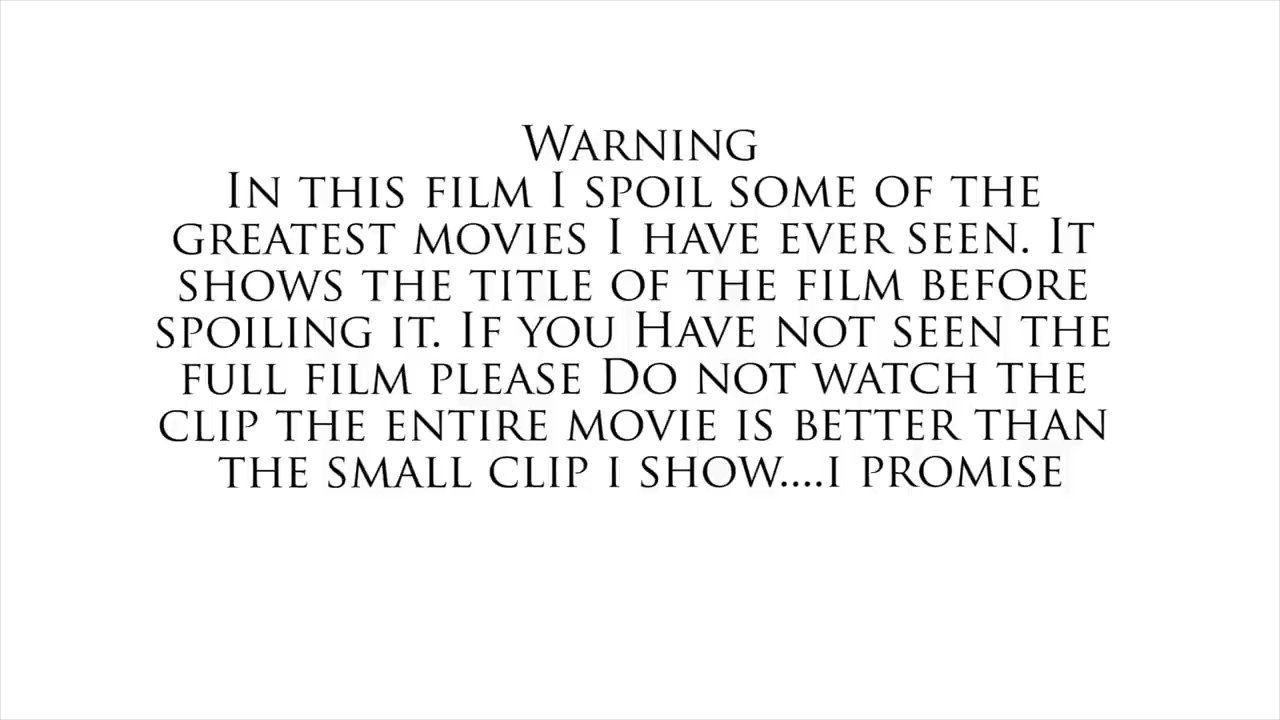 Warning
In this film I spoil some of the
greatest movies I have ever seen. It
shows the title of the film before
spoiling it. If you Have not seen the
full film please Do not watch the
clip the entire movie is better than
the small clip i show....i promise